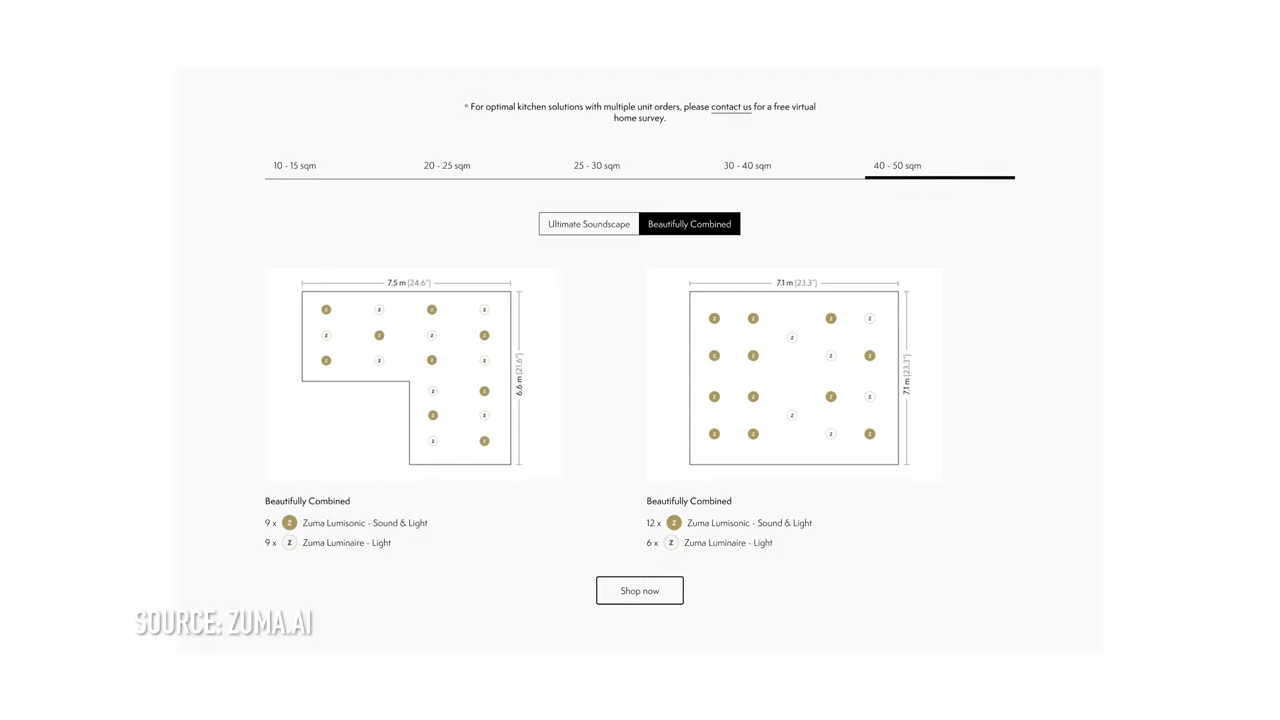 * For optimal kitchen solutions with multiple unit orders, please contact us for a free virtual
home survey.
10 - 15 sqm
20 - 25 sqm
25 - 30 sqm
30 - 40 sqm
40 - 50 sqm
Ultimate Soundscape
Beautifully Combined
7.5 m [24.6"]
6.6 m [21.6"]
Z Z Z Z
Z Z Z Z
Z Z Z Z
Z Z
Z Z
Z Z
Beautifully Combined
9 x Z Zuma Lumisonic - Sound & Light
9 x Z Zuma Luminaire - Light
7.1 m [23.3"]
7.1 m [23.3"]
Z Z Z Z
Z
Z Z Z Z
Z Z Z Z
Z
Z Z Z Z
Beautifully Combined
12 x Z Zuma Lumisonic - Sound & Light
6 x Z Zuma Luminaire - Light
Shop now
SOURCE: ZUMA.AI